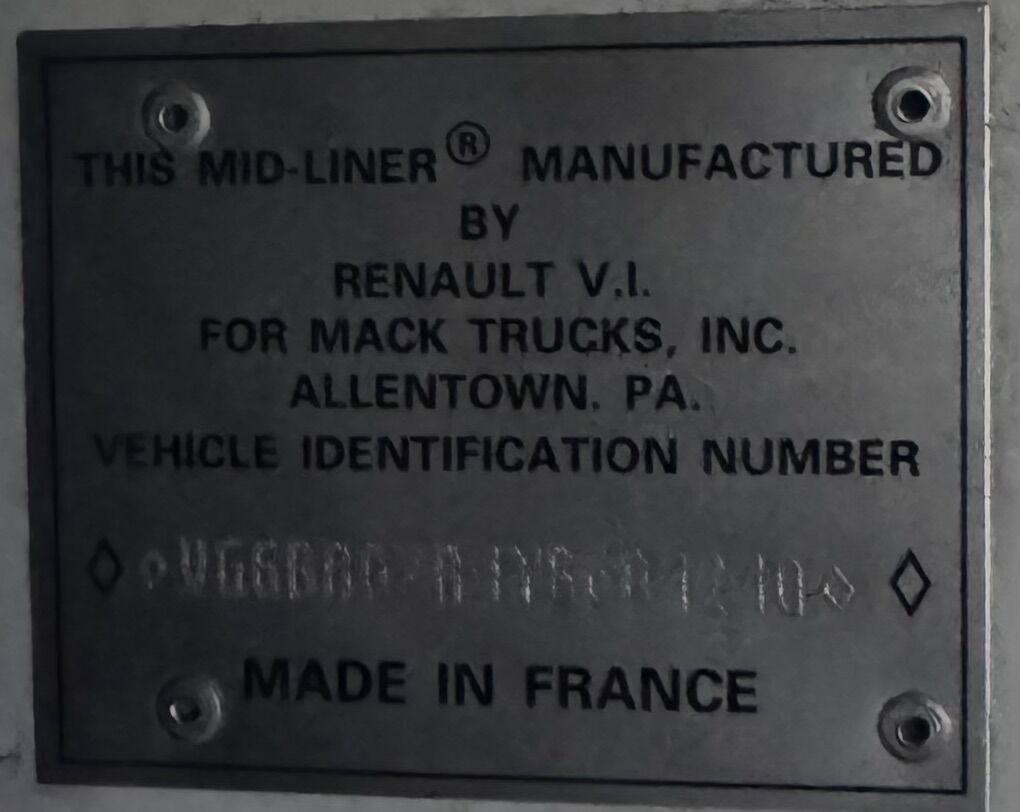 THIS MID-LINER® MANUFACTURED
BY
RENAULT V.I.
FOR MACK TRUCKS, INC.
ALLENTOWN, PA.
VEHICLE IDENTIFICATION NUMBER
MADE IN FRANCE